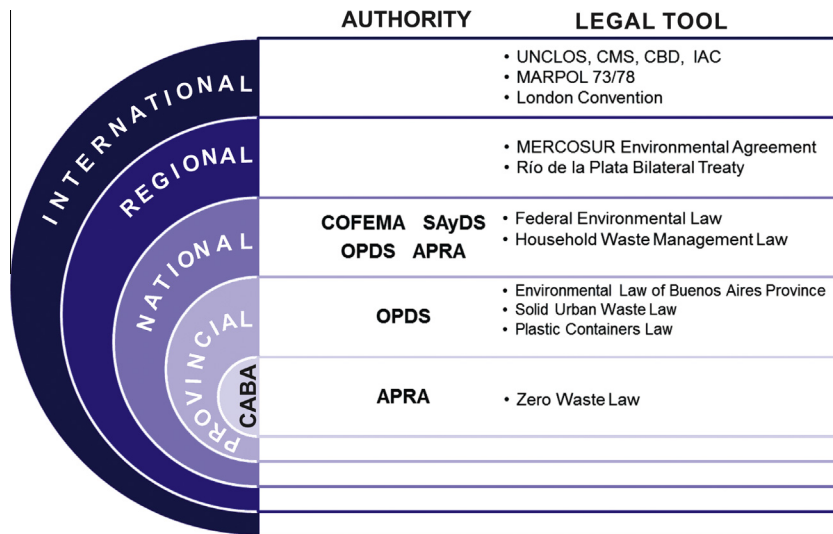 AUTHORITY LEGAL TOOL
INTERNATIONAL
• UNCLOS, CMS, CBD, IAC
• MARPOL 73/78
• London Convention
REGIONAL
• MERCOSUR Environmental Agreement
• Río de la Plata Bilateral Treaty
NATIONAL
COFEMA SAyDS
OPDS APRA
• Federal Environmental Law
• Household Waste Management Law
PROVINCIAL
OPDS
• Environmental Law of Buenos Aires Province
• Solid Urban Waste Law
• Plastic Containers Law
CABA
APRA
• Zero Waste Law